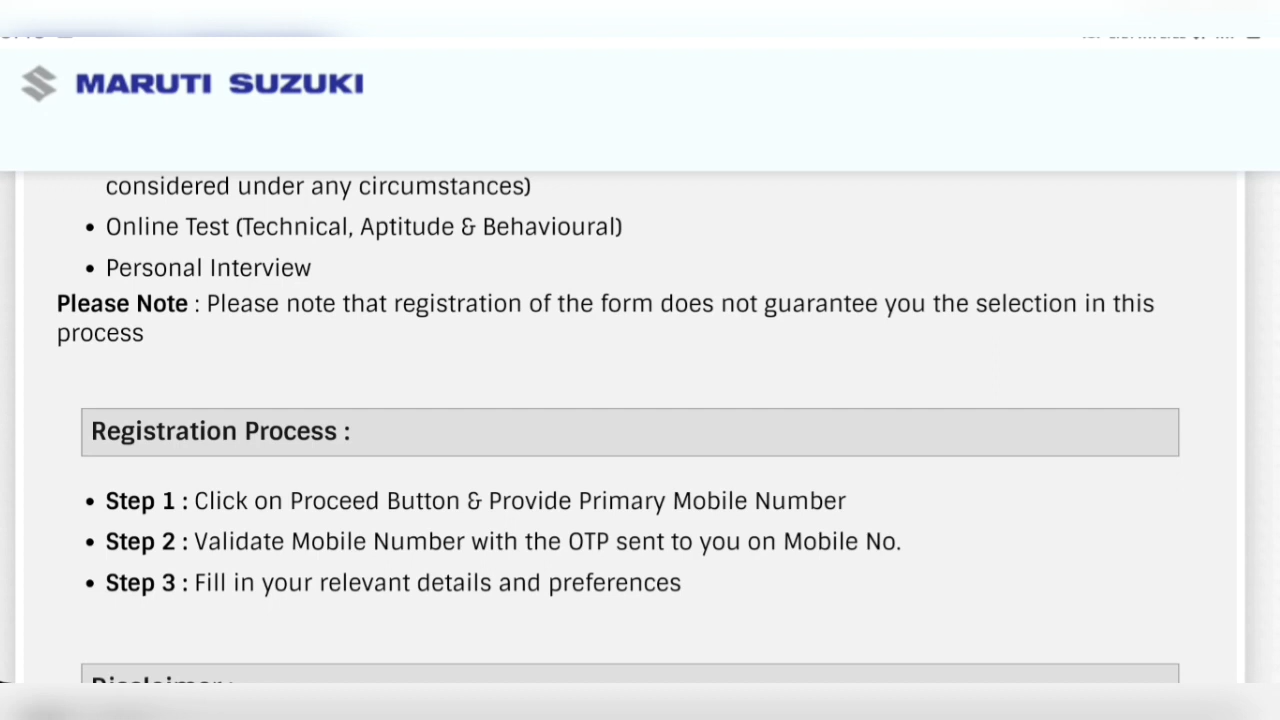 MARUTI SUZUKI
considered under any circumstances)
• Online Test (Technical, Aptitude & Behavioural)
• Personal Interview
Please Note : Please note that registration of the form does not guarantee you the selection in this
process
Registration Process :
• Step 1 : Click on Proceed Button & Provide Primary Mobile Number
• Step 2 : Validate Mobile Number with the OTP sent to you on Mobile No.
• Step 3 : Fill in your relevant details and preferences
Disclaimer :